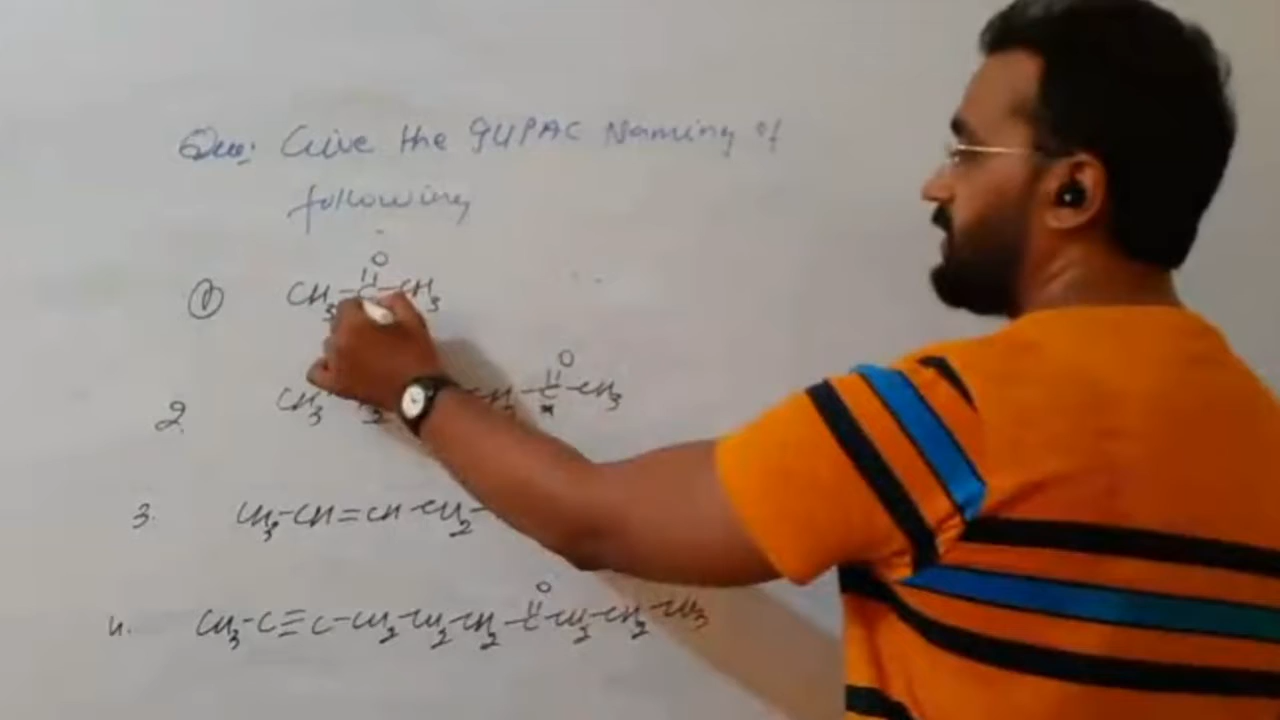 Que: Give the IUPAC Naming of
following
O
① CH3-C-CH3
O
2. CH3 2 CH2-C-CH3
3. CH3-CH=CH-CH2-
O
4. CH3-C≡C-CH2-CH2-CH2-C-CH2-CH2-CH3